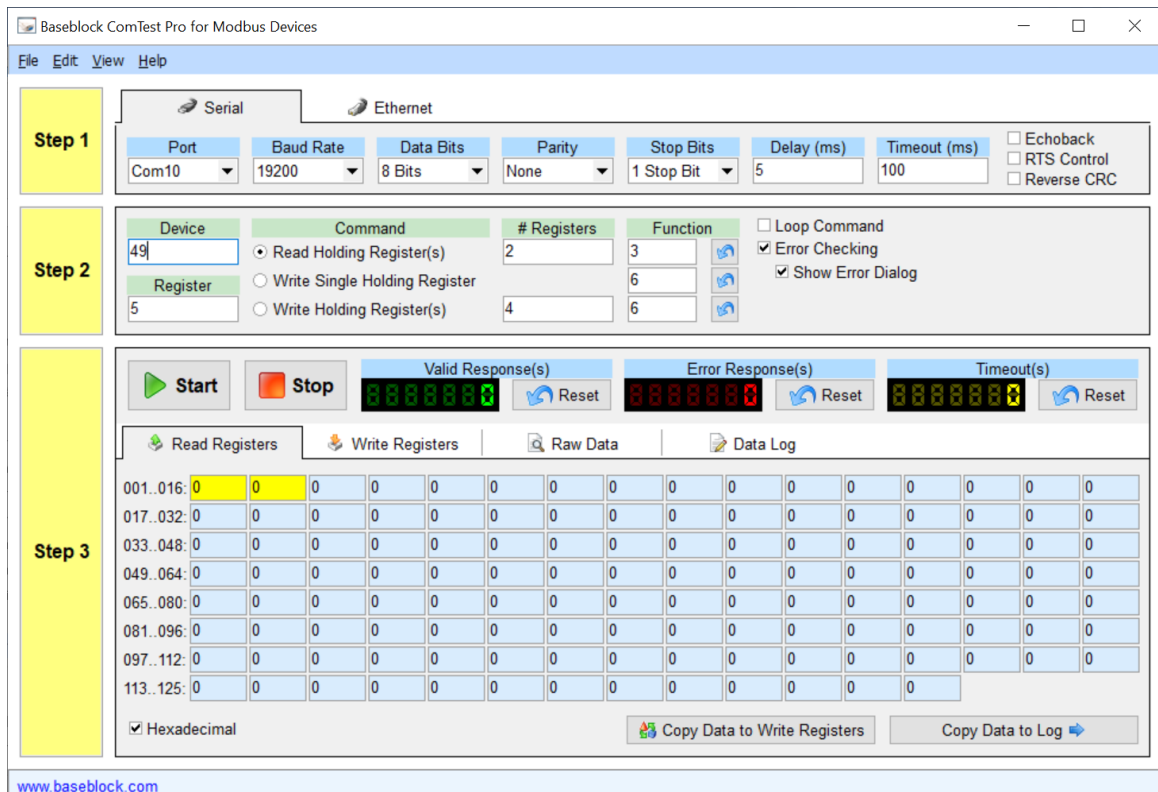 Baseblock ComTest Pro for Modbus Devices
File Edit View Help
Step 1
Serial Ethernet
Port Baud Rate Data Bits Parity Stop Bits Delay (ms) Timeout (ms)
Com10 19200 8 Bits None 1 Stop Bit 5 100
Echoback
RTS Control
Reverse CRC
Step 2
Device Command # Registers Function
49 Read Holding Register(s) 2 3
Write Single Holding Register 6
Register
5 Write Holding Register(s) 4 6
Loop Command
Error Checking
Show Error Dialog
Step 3
Start Stop
Valid Response(s) Error Response(s) Timeout(s)
Reset Reset Reset
Read Registers Write Registers Raw Data Data Log
001..016: 0 0 0 0 0 0 0 0 0 0 0 0 0 0 0 0
017..032: 0 0 0 0 0 0 0 0 0 0 0 0 0 0 0 0
033..048: 0 0 0 0 0 0 0 0 0 0 0 0 0 0 0 0
049..064: 0 0 0 0 0 0 0 0 0 0 0 0 0 0 0 0
065..080: 0 0 0 0 0 0 0 0 0 0 0 0 0 0 0 0
081..096: 0 0 0 0 0 0 0 0 0 0 0 0 0 0 0 0
097..112: 0 0 0 0 0 0 0 0 0 0 0 0 0 0 0 0
113..125: 0 0 0 0 0 0 0 0 0 0 0 0 0
Hexadecimal
Copy Data to Write Registers Copy Data to Log
www.baseblock.com